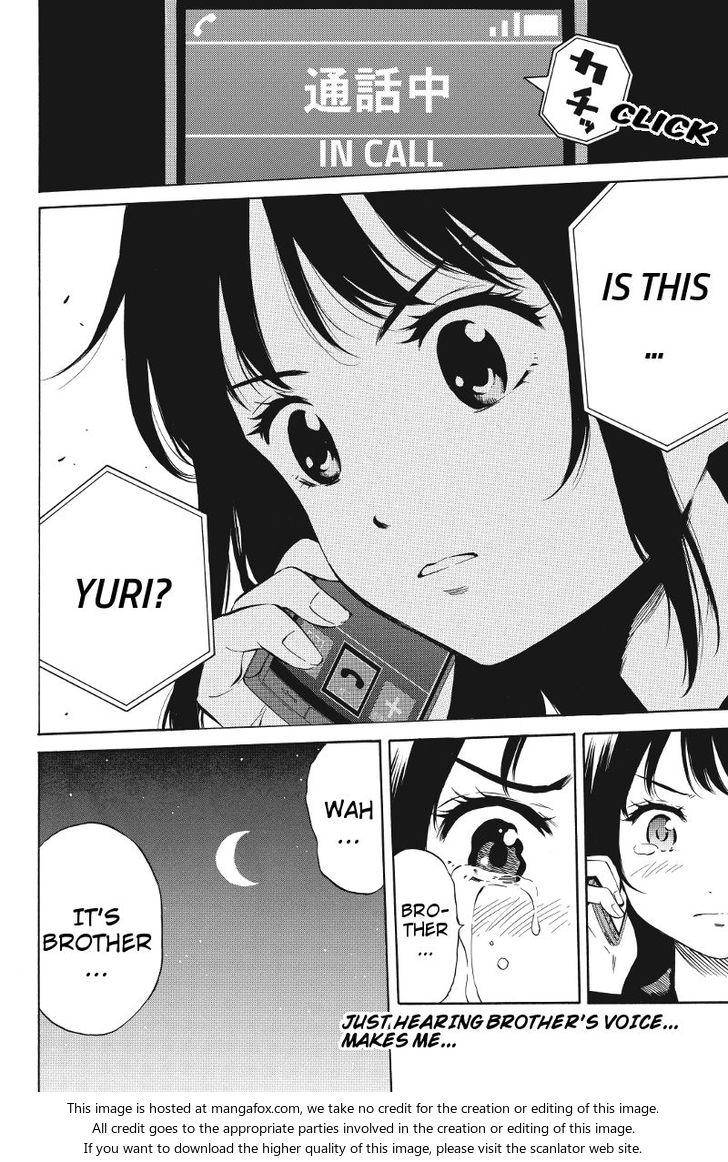 通話中
IN CALL
カチッ
CLICK
IS THIS
...
YURI?
BRO-
THER
...
JUST HEARING BROTHER'S VOICE...
MAKES ME...
WAH
...
IT'S
BROTHER
...
This image is hosted at mangafox.com, we take no credit for the creation or editing of this image.
All credit goes to the appropriate parties involved in the creation or editing of this image.
If you want to download the higher quality of this image, please visit the scanlator web site.